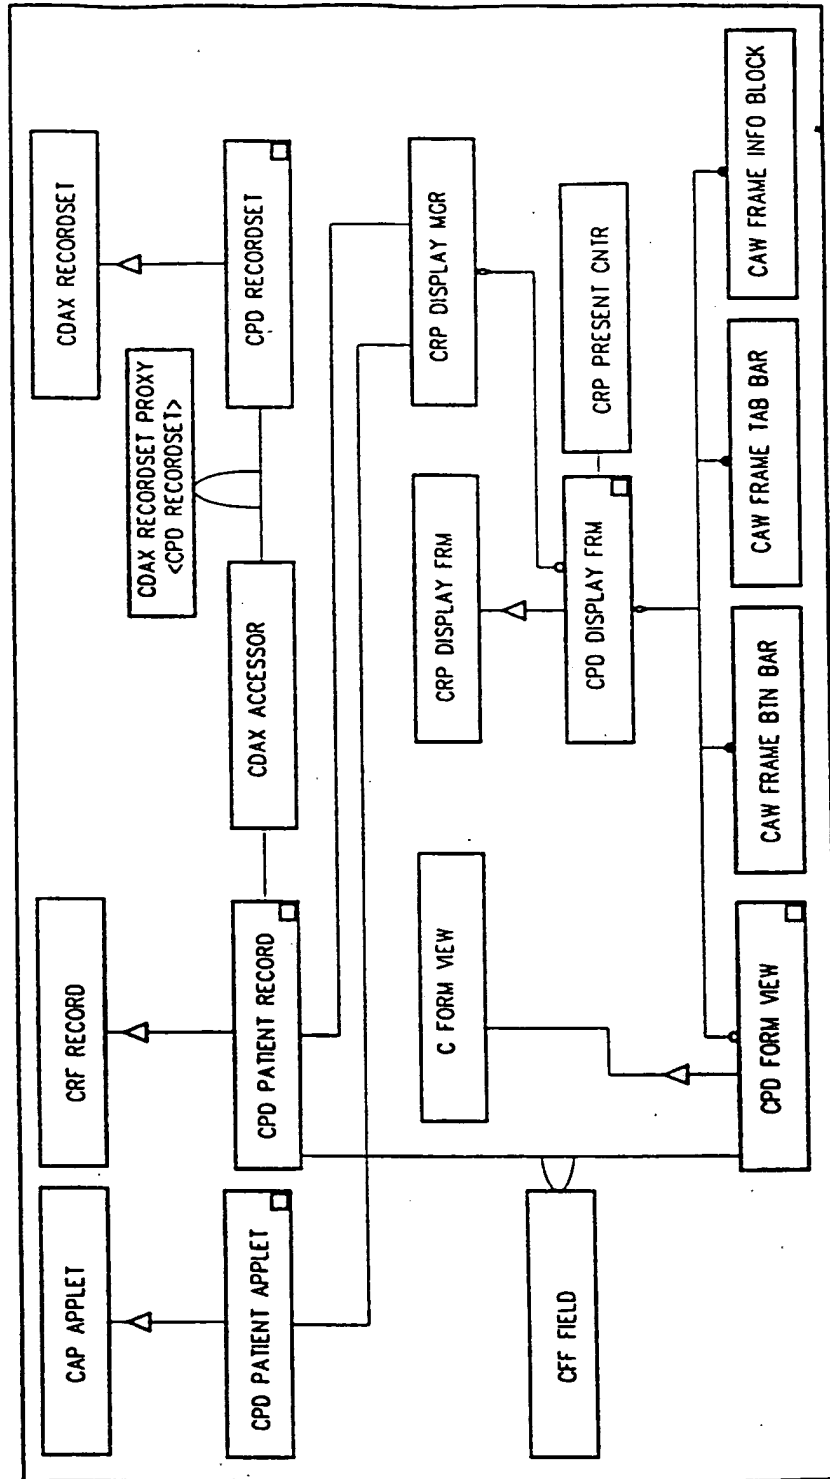 CAP APPLET
CRF RECORD
CDAX RECORDSET
CDAX RECORDSET PROXY
<CPD RECORDSET>
CPD PATIENT APPLET
CPD PATIENT RECORD
CDAX ACCESSOR
CPD RECORDSET
C FORM VIEW
CRP DISPLAY FRM
CRP DISPLAY MGR
CFF FIELD
CPD DISPLAY FRM
CRP PRESENT CNTR
CPD FORM VIEW
CAW FRAME BTN BAR
CAW FRAME TAB BAR
CAW FRAME INFO BLOCK